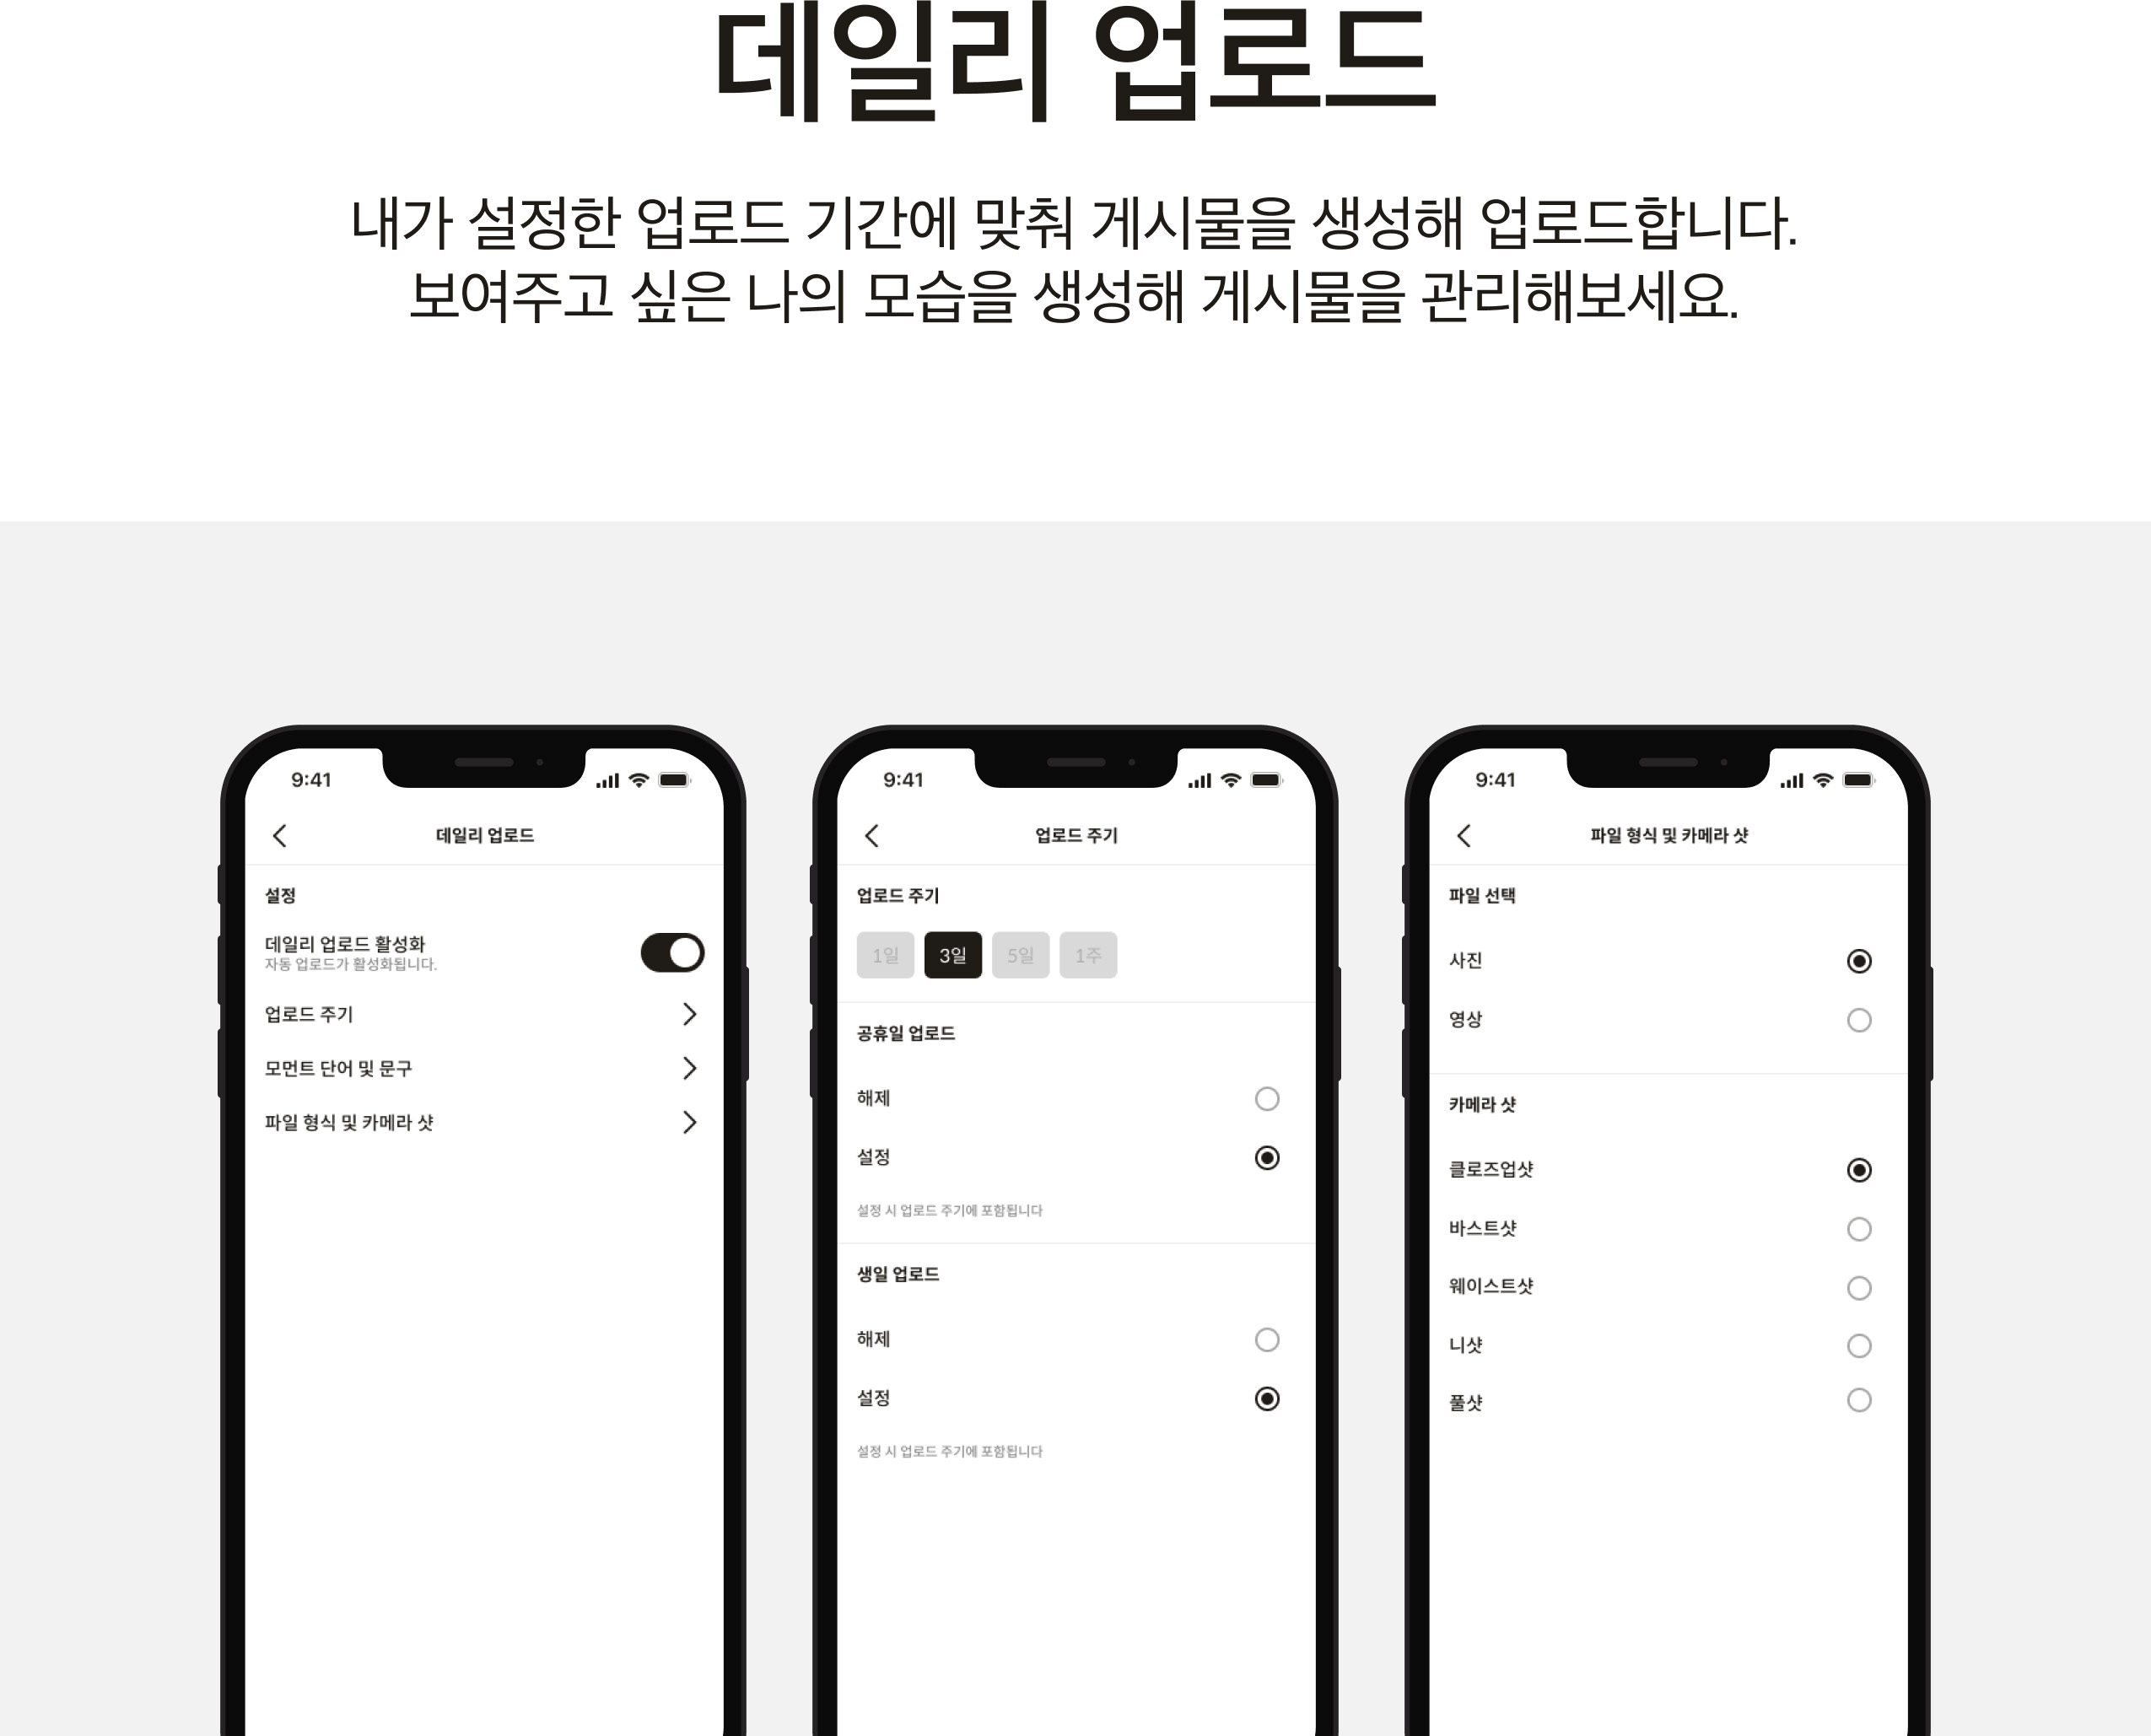 데일리 업로드
내가 설정한 업로드 기간에 맞춰 게시물을 생성해 업로드합니다.
보여주고 싶은 나의 모습을 생성해 게시물을 관리해보세요.
9:41
데일리 업로드
설정
데일리 업로드 활성화
자동 업로드가 활성화됩니다.
업로드 주기
모먼트 단어 및 문구
파일 형식 및 카메라 샷
9:41
업로드 주기
업로드 주기
1일 3일 5일 1주
공휴일 업로드
해제
설정
설정 시 업로드 주기에 포함됩니다
생일 업로드
해제
설정
설정 시 업로드 주기에 포함됩니다
9:41
파일 형식 및 카메라 샷
파일 선택
사진
영상
카메라 샷
클로즈업샷
바스트샷
웨이스트샷
니샷
풀샷